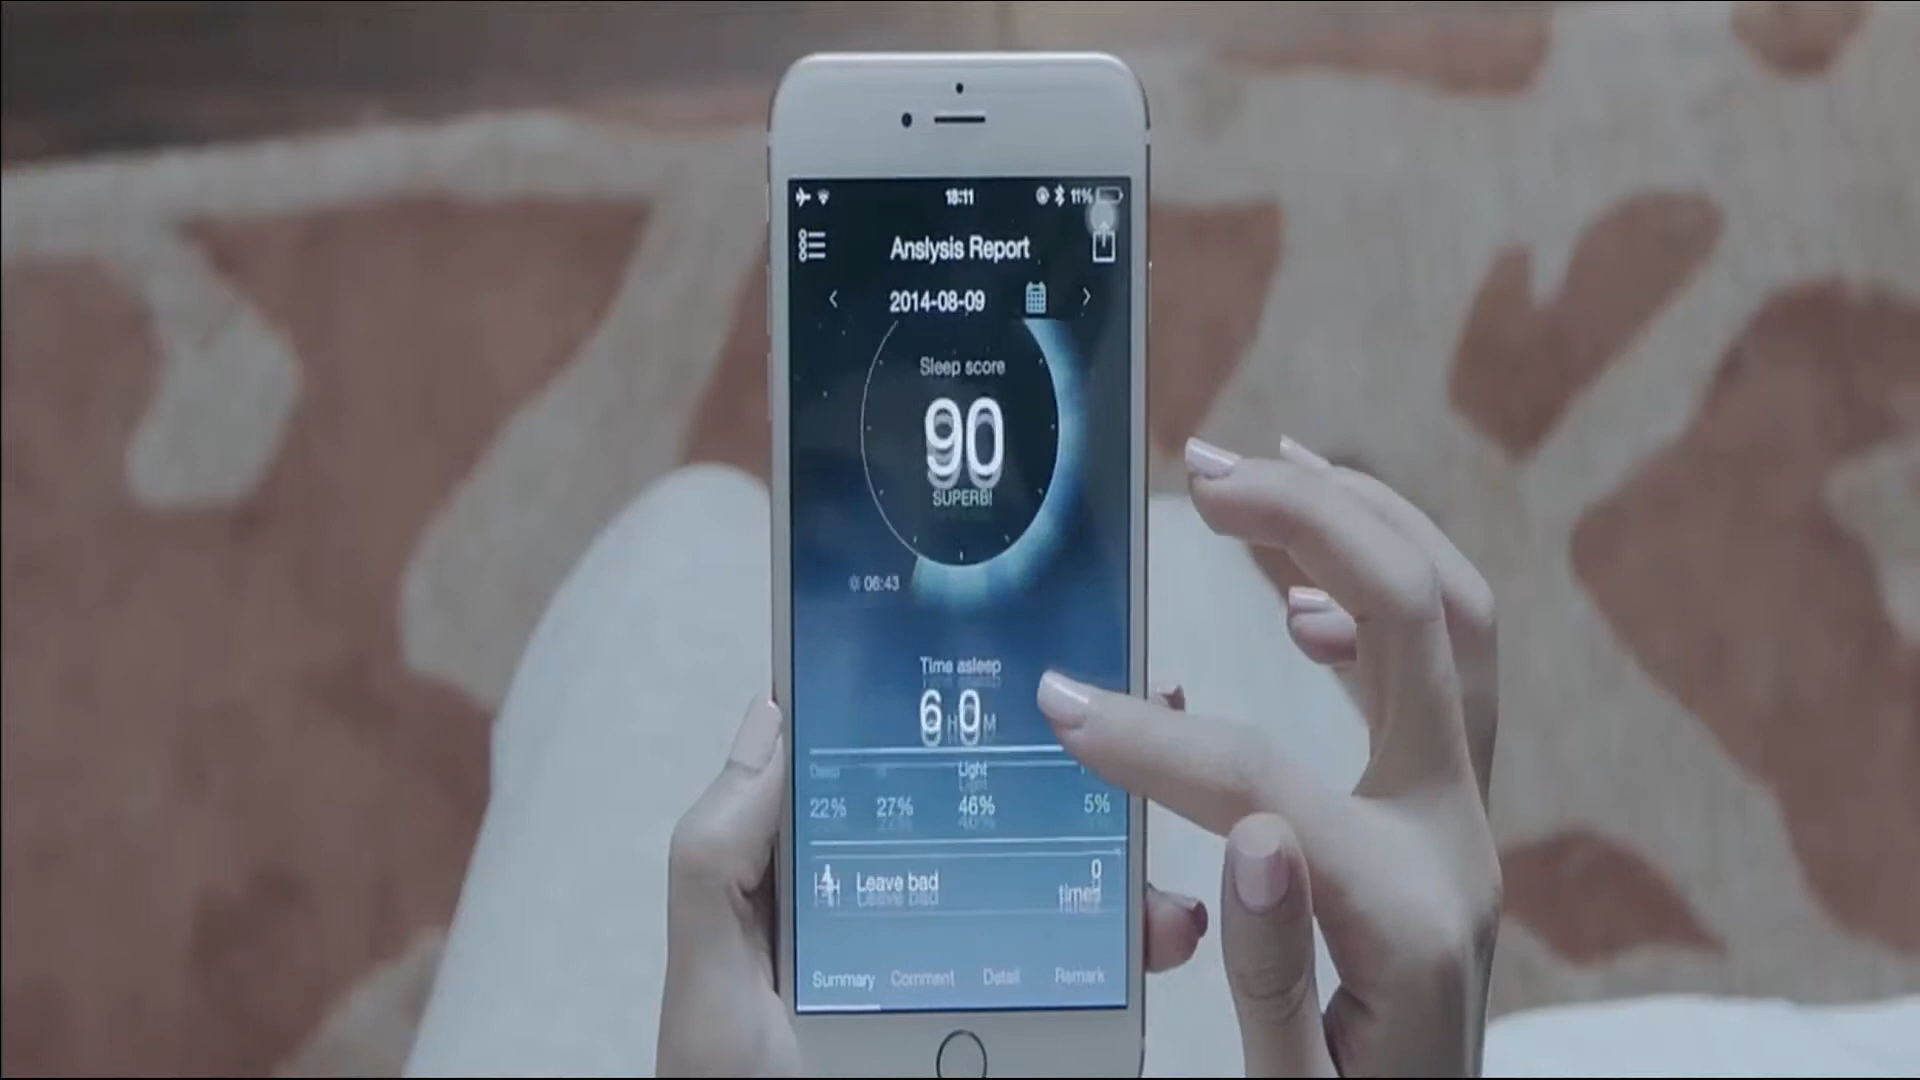 18:11 11%
Anslysis Report
2014-08-09
Sleep score
90
SUPERB!
06:43
Time asleep
6 H 0 M
Deep Light
22% 27% 46% 5%
Leave bad 0 times
Summary Comment Detail Remark